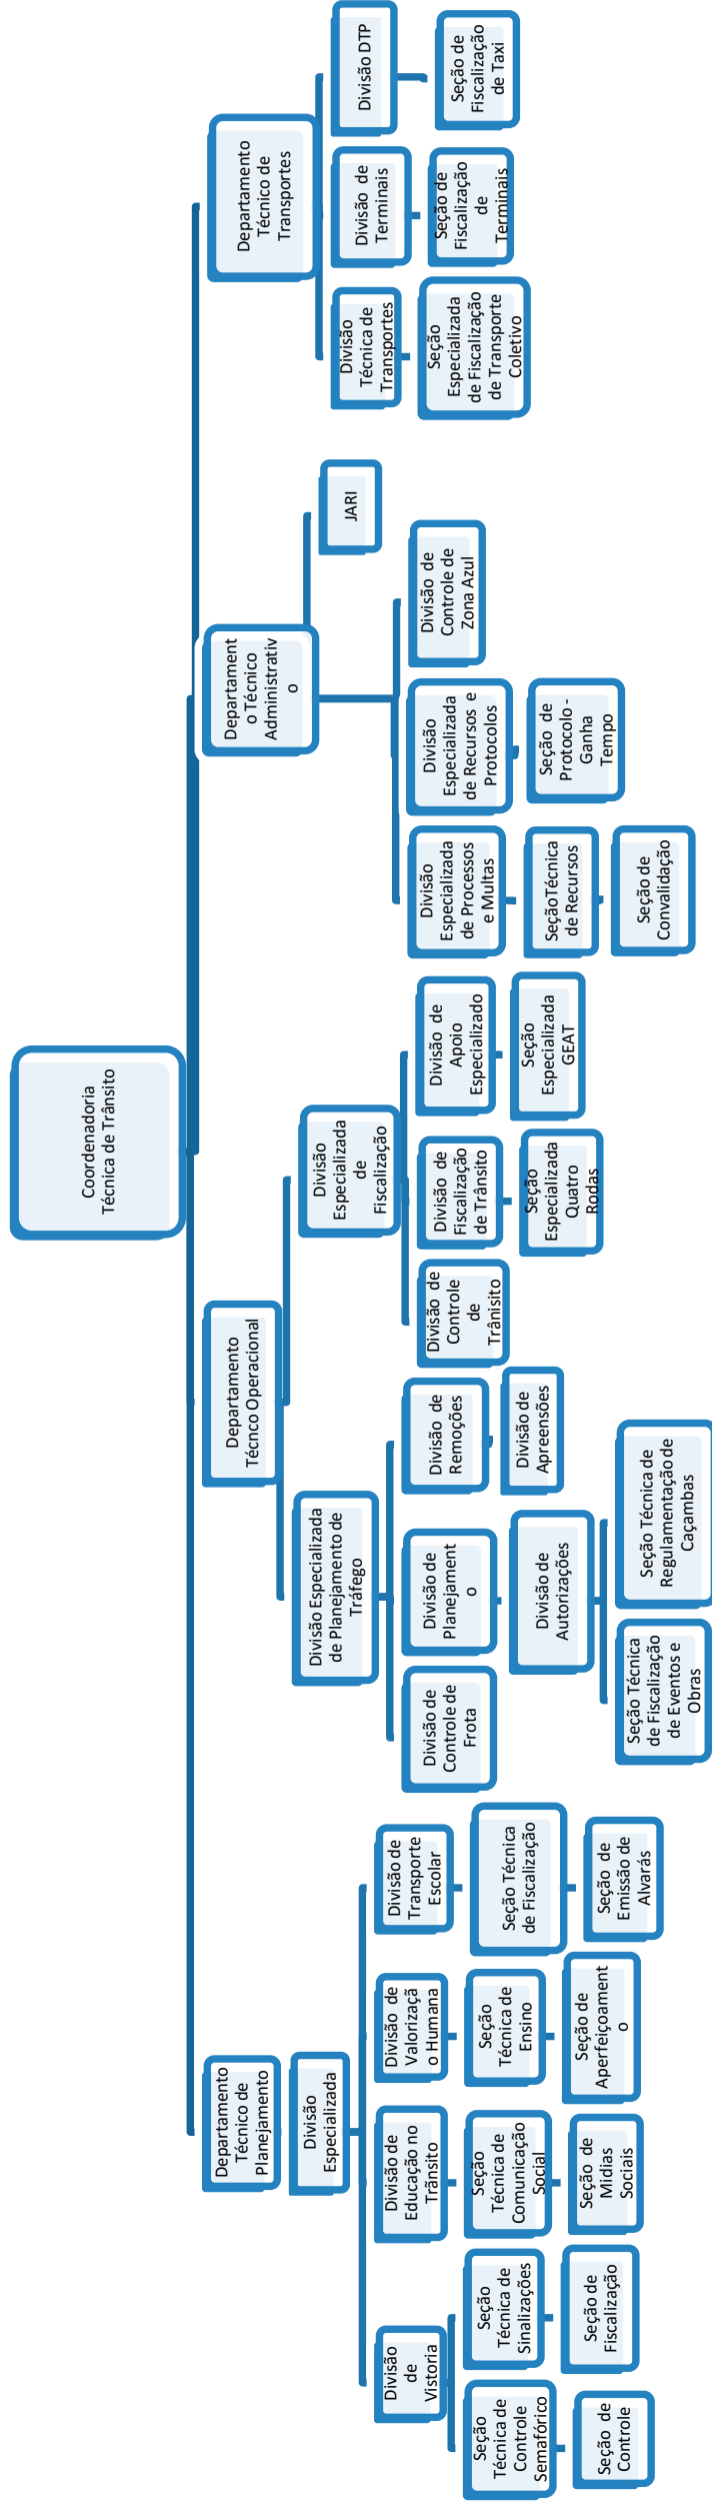 Coordenadoria
Técnica de Trânsito
Departamento
Técnico de
Planejamento
Divisão
Especializada
Divisão
de
Vistoria
Seção
Técnica de
Controle
Semafórico
Seção de
Controle
Seção
Técnica de
Sinalizações
Seção de
Fiscalização
Divisão de
Educação no
Trãnsito
Seção
Técnica de
Comunicação
Social
Seção de
Midias
Sociais
Divisão de
Valorizaçã
o Humana
Seção
Técnica de
Ensino
Seção de
Aperfeiçoament
o
Divisão de
Transporte
Escolar
Seção Técnica
de Fiscalização
Seção de
Emissão de
Alvarás
Departamento
Técnco Operacional
Divisão Especializada
de Planejamento de
Tráfego
Divisão de
Controle de
Frota
Divisão de
Planejament
o
Divisão de
Autorizações
Seção Técnica
de Fiscalização
de Eventos e
Obras
Seção Técnica de
Regulamentação de
Caçambas
Divisão de
Remoções
Divisão de
Apreensões
Divisão
Especializada
de
Fiscalização
Divisão de
Controle
de
Trânisito
Divisão de
Fiscalização
de Trânsito
Seção
Especializada
Quatro
Rodas
Divisão de
Apoio
Especializado
Seção
Especializada
GEAT
Departament
o Técnico
Administrativ
o
Divisão
Especializada
de Processos
e Multas
SeçãoTécnica
de Recursos
Seção de
Convalidação
Divisão
Especializada
de Recursos e
Protocolos
Seção de
Protocolo -
Ganha
Tempo
Divisão de
Controle de
Zona Azul
JARI
Departamento
Técnico de
Transportes
Divisão
Técnica de
Transportes
Seção
Especializada
de Fiscalização
de Transporte
Coletivo
Divisão de
Terminais
Seção de
Fiscalização
de
Terminais
Divisão DTP
Seção de
Fiscalização
de Taxi